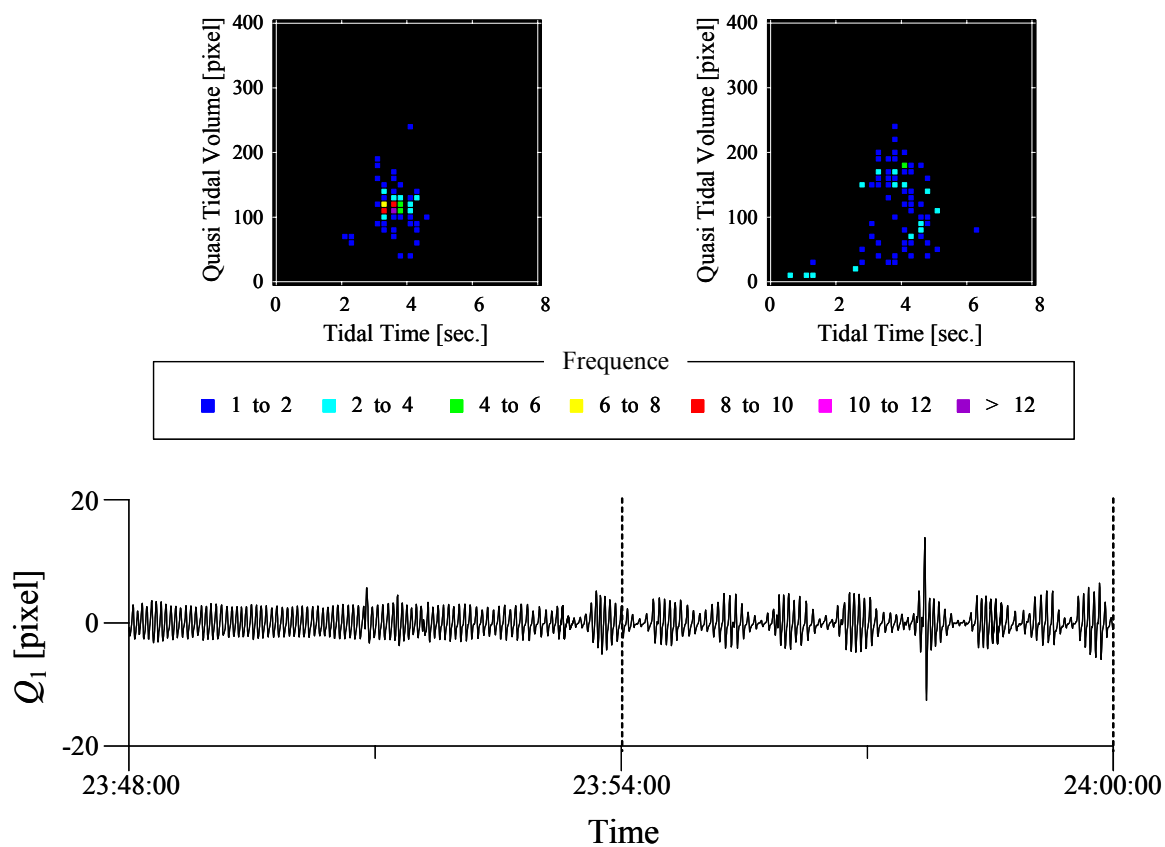 400
300
200
100
0
Quasi Tidal Volume [pixel]
0 2 4 6 8
Tidal Time [sec.]
400
300
200
100
0
Quasi Tidal Volume [pixel]
0 2 4 6 8
Tidal Time [sec.]
Frequence
1 to 2 2 to 4 4 to 6 6 to 8 8 to 10 10 to 12 > 12
20
0
-20
Q1 [pixel]
23:48:00 23:54:00 24:00:00
Time